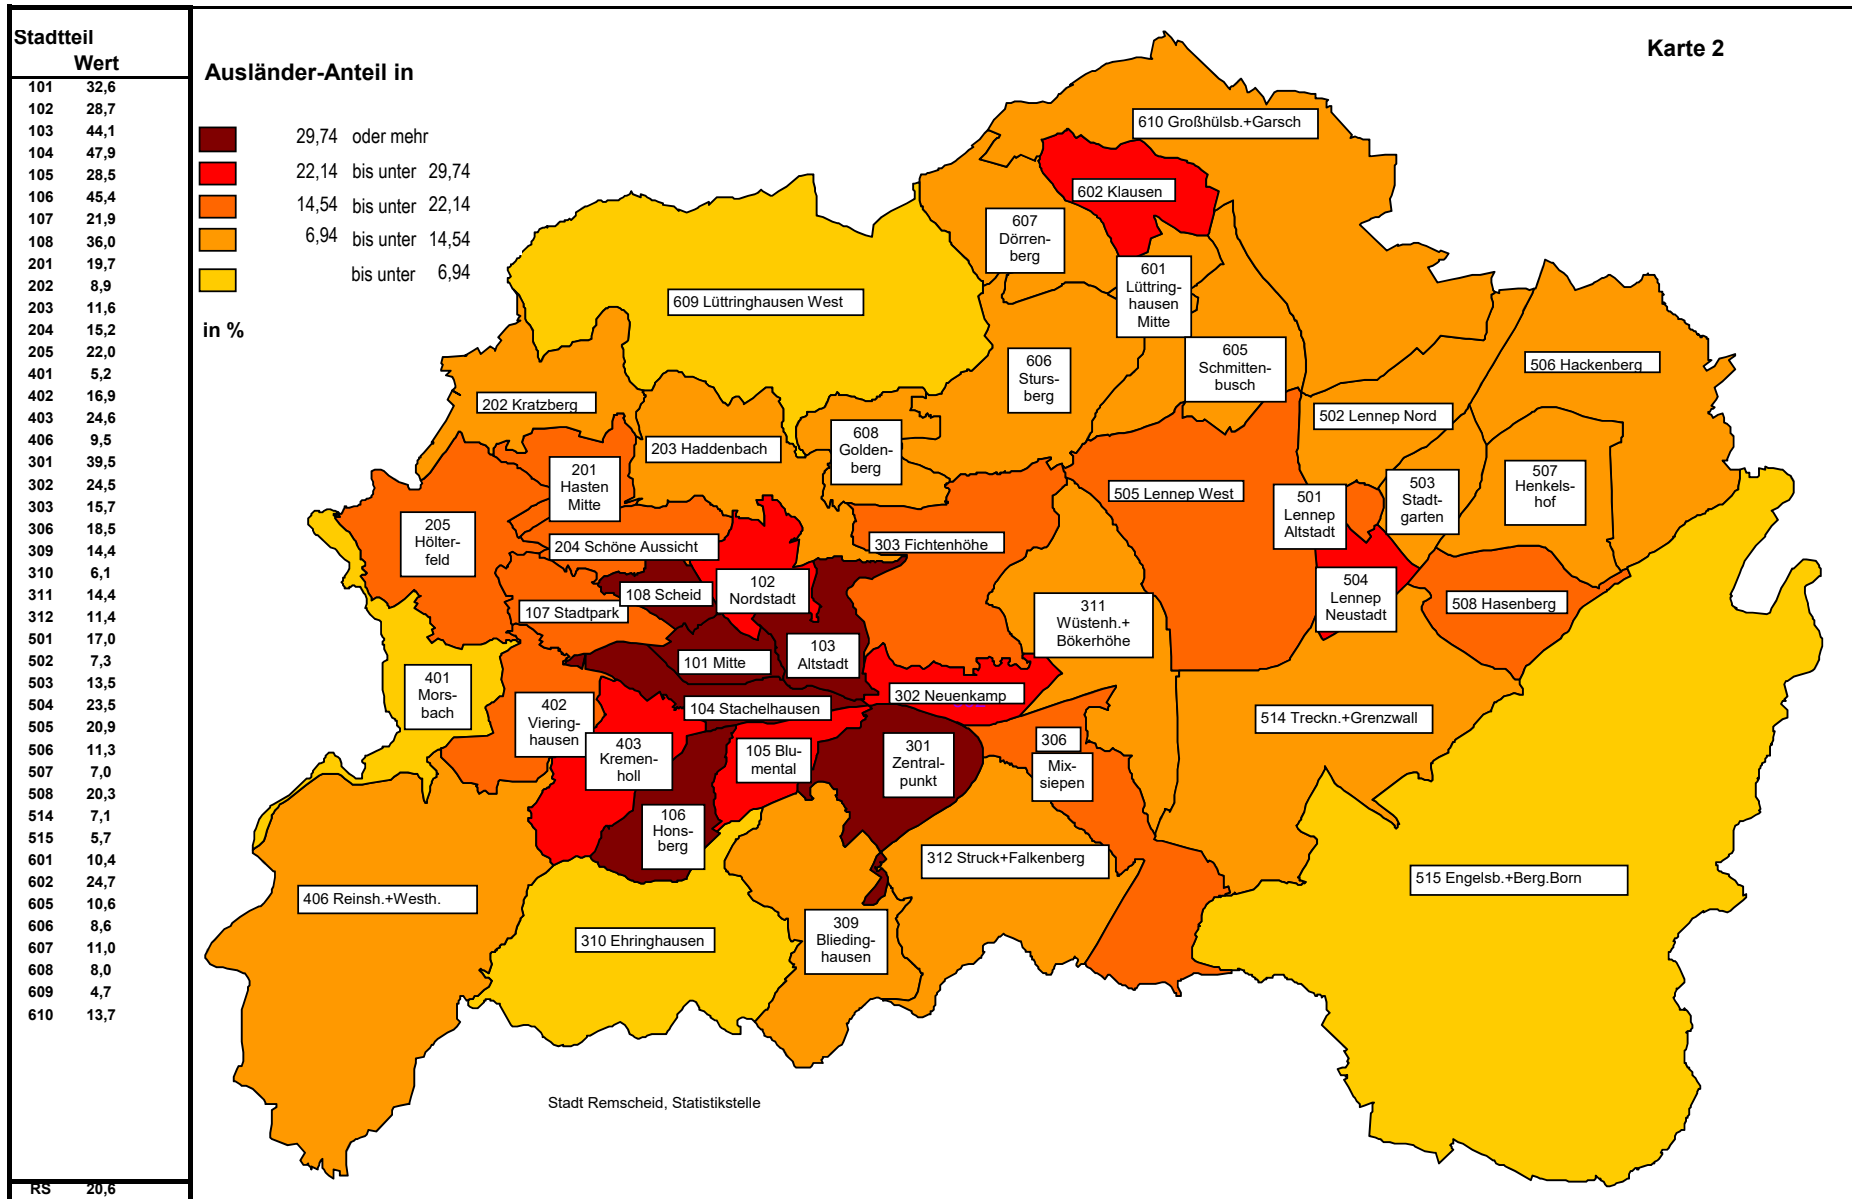 Stadtteil
Wert
101 32,6
102 28,7
103 44,1
104 47,9
105 28,5
106 45,4
107 21,9
108 36,0
201 19,7
202 8,9
203 11,6
204 15,2
205 22,0
401 5,2
402 16,9
403 24,6
406 9,5
301 39,5
302 24,5
303 15,7
306 18,5
309 14,4
310 6,1
311 14,4
312 11,4
501 17,0
502 7,3
503 13,5
504 23,5
505 20,9
506 11,3
507 7,0
508 20,3
514 7,1
515 5,7
601 10,4
602 24,7
605 10,6
606 8,6
607 11,0
608 8,0
609 4,7
610 13,7
RS 20,6
Ausländer-Anteil in
29,74 oder mehr
22,14 bis unter 29,74
14,54 bis unter 22,14
6,94 bis unter 14,54
bis unter 6,94
in %
Karte 2
610 Großhülsb.+Garsch
602 Klausen
607
Dörren-
berg
601
Lüttring-
hausen
Mitte
609 Lüttringhausen West
606
Sturs-
berg
605
Schmitten-
busch
506 Hackenberg
202 Kratzberg
502 Lennep Nord
203 Haddenbach
608
Golden-
berg
201
Hasten
Mitte
505 Lennep West
501
Lennep
Altstadt
503
Stadt-
garten
507
Henkels-
hof
205
Hölter-
feld
204 Schöne Aussicht
303 Fichtenhöhe
102
Nordstadt
108 Scheid
107 Stadtpark
504
Lennep
Neustadt
508 Hasenberg
311
Wüstenh.+
Bökerhöhe
103
Altstadt
101 Mitte
401
Mors-
bach
402
Viering-
hausen
302 Neuenkamp
104 Stachelhausen
514 Treckn.+Grenzwall
403
Kremen-
holl
105 Blu-
mental
301
Zentral-
punkt
306
Mix-
siepen
106
Hons-
berg
312 Struck+Falkenberg
515 Engelsb.+Berg.Born
406 Reinsh.+Westh.
310 Ehringhausen
309
Blieding-
hausen
Stadt Remscheid, Statistikstelle